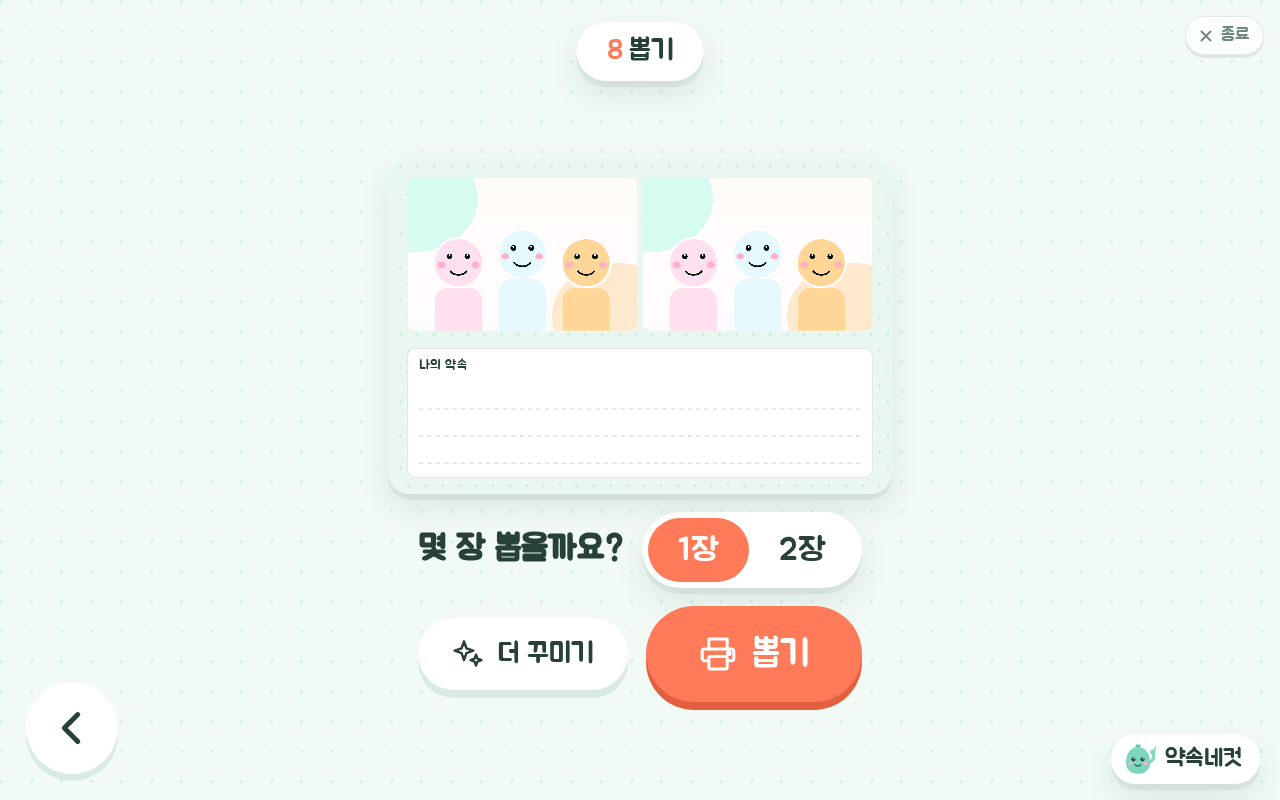 8 뽑기
종료
나의 약속
몇 장 뽑을까요?
1장
2장
더 꾸미기
뽑기
약속네컷